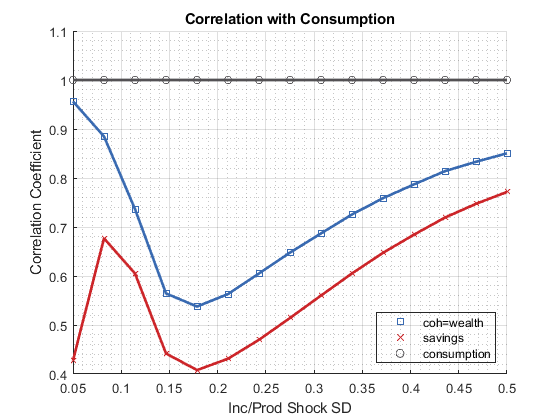 Correlation with Consumption
1.1
1
0.9
0.8
0.7
0.6
0.5
0.4
Correlation Coefficient
coh=wealth
savings
consumption
0.05 0.1 0.15 0.2 0.25 0.3 0.35 0.4 0.45 0.5
Inc/Prod Shock SD